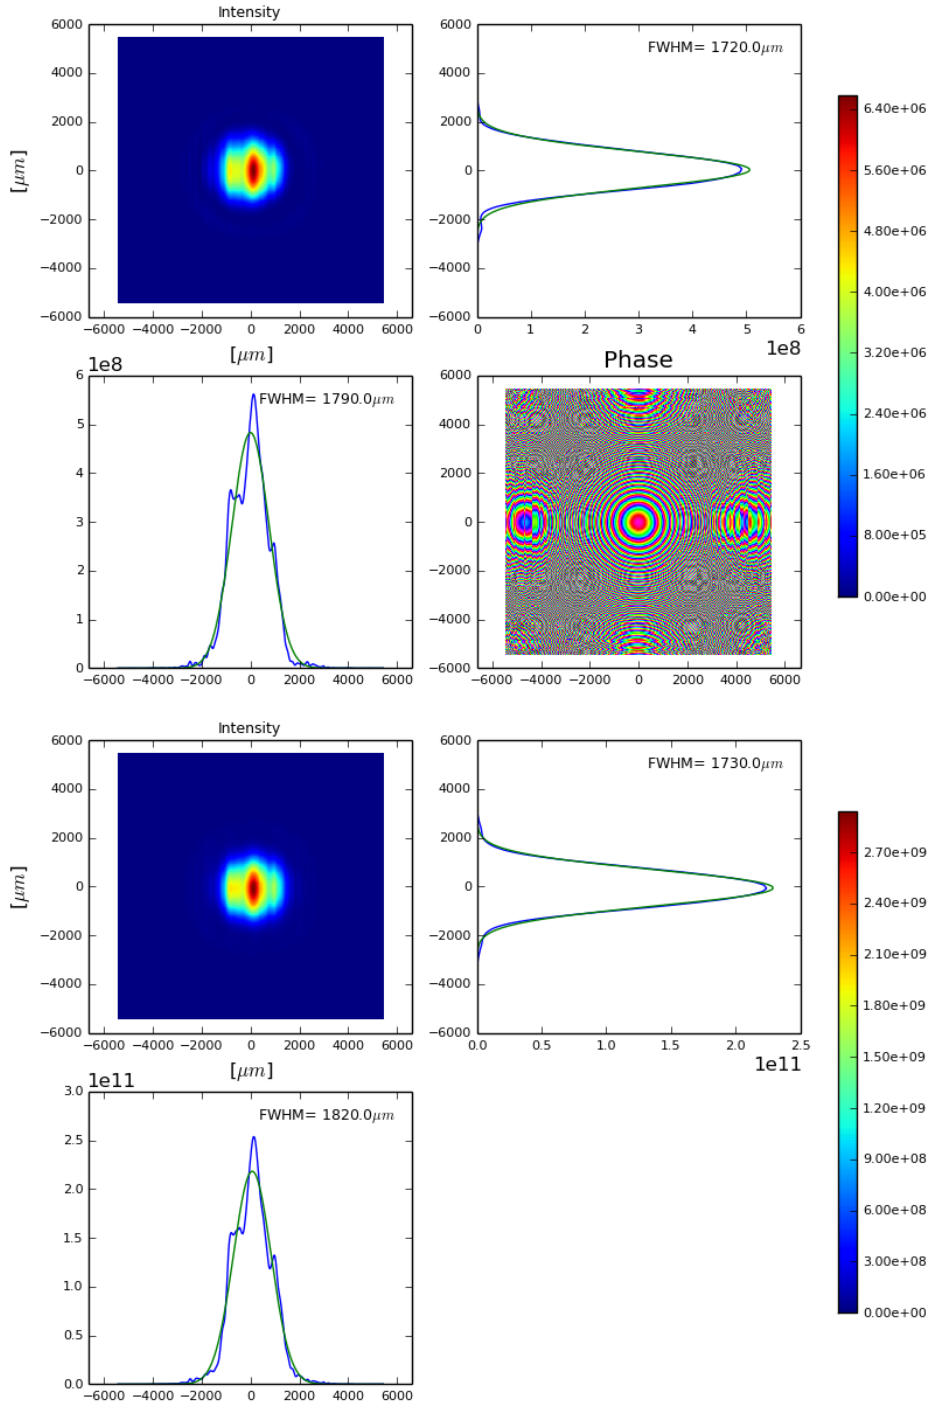 Intensity
6000
4000
2000
0
−2000
−4000
−6000
[μm]
−6000 −4000 −2000 0 2000 4000 6000
[μm]
FWHM= 1720.0μm
6000
4000
2000
0
−2000
−4000
−6000
0 1 2 3 4 5 6
1e8
6.40e+06
5.60e+06
4.80e+06
4.00e+06
3.20e+06
2.40e+06
1.60e+06
8.00e+05
0.00e+00
1e8
FWHM= 1790.0μm
6
5
4
3
2
1
0
−6000 −4000 −2000 0 2000 4000 6000
Phase
6000
4000
2000
0
−2000
−4000
−6000
−6000 −4000 −2000 0 2000 4000 6000
Intensity
6000
4000
2000
0
−2000
−4000
−6000
[μm]
−6000 −4000 −2000 0 2000 4000 6000
[μm]
FWHM= 1730.0μm
6000
4000
2000
0
−2000
−4000
−6000
0.0 0.5 1.0 1.5 2.0 2.5
1e11
2.70e+09
2.40e+09
2.10e+09
1.80e+09
1.50e+09
1.20e+09
9.00e+08
6.00e+08
3.00e+08
0.00e+00
1e11
FWHM= 1820.0μm
3.0
2.5
2.0
1.5
1.0
0.5
0.0
−6000 −4000 −2000 0 2000 4000 6000